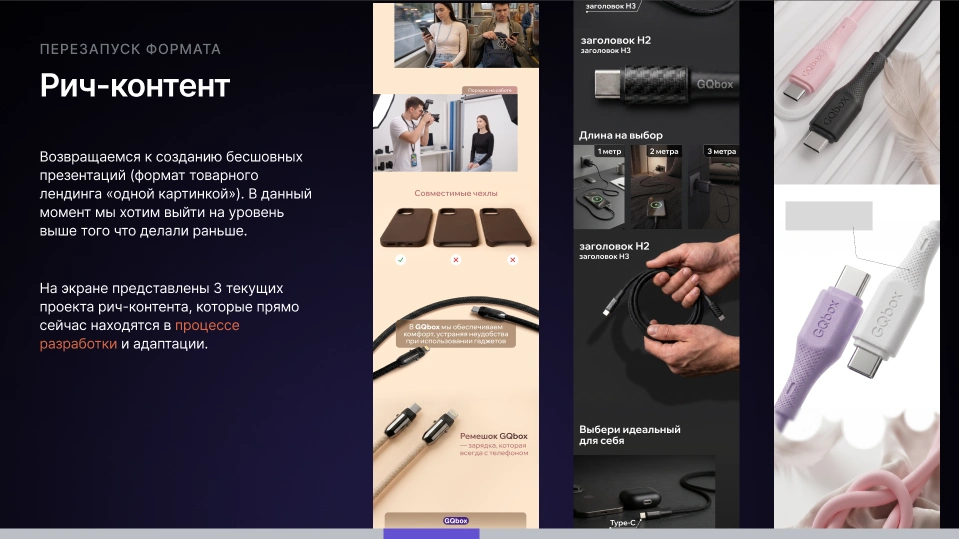 ПЕРЕЗАПУСК ФОРМАТА
Рич-контент
Возвращаемся к созданию бесшовных
презентаций (формат товарного
лендинга «одной картинкой»). В данный
момент мы хотим выйти на уровень
выше того что делали раньше.
На экране представлены 3 текущих
проекта рич-контента, которые прямо
сейчас находятся в процессе
разработки и адаптации.
Порядок на работе
Совместимые чехлы
В GQbox мы обеспечиваем
комфорт, устраняя неудобства
при использовании гаджетов
Ремешок GQbox
— зарядка, которая
всегда с телефоном
GQbox
заголовок H3
заголовок H2
заголовок H3
GQbox
Длина на выбор
1 метр
2 метра
3 метра
заголовок H2
заголовок H3
Выбери идеальный
для себя
Type-C
GQbox
GQbox
GQbox
GQbox